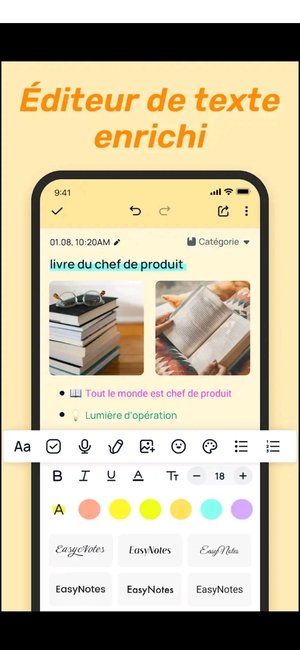 Éditeur de texte
enrichi
9:41
01.08, 10:20AM
Catégorie
livre du chef de produit
Tout le monde est chef de produit
Lumière d'opération
Aa
B I U A TT 18
A
EasyNotes EasyNotes EasyNotes
EasyNotes EasyNotes EasyNotes